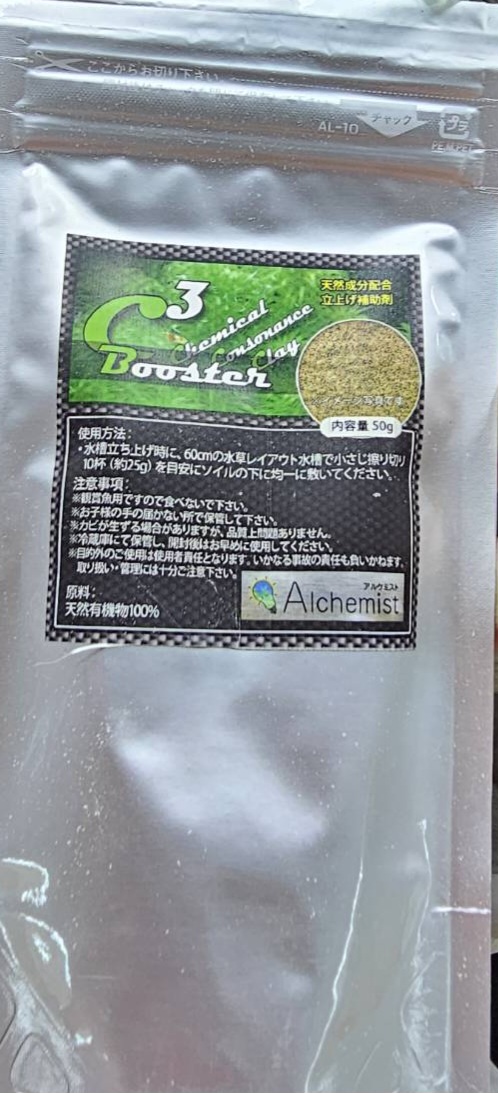 ここからお切り下さい
AL-10 チャック プラ
PE,M,PET
C3
Chemical
Consonance
Clay
Booster
天然成分配合
立上げ補助剤
イメージ写真です
内容量 50g
使用方法：
・水槽立ち上げ時に、60cmの水草レイアウト水槽で小さじ擦り切り
10杯（約25g）を目安にソイルの下に均一に敷いてください。
注意事項：
※観賞魚用ですので食べないで下さい。
※お子様の手の届かない所で保管して下さい。
※カビが生ずる場合がありますが、品質上問題ありません。
※冷蔵庫にて保管し、開封後はお早めに使用してください。
※目的外のご使用は使用者責任となります。いかなる事故の責任も負いかねます。
取り扱い・管理には十分ご注意下さい。
原料：
天然有機物100%
アルケミスト
Alchemist